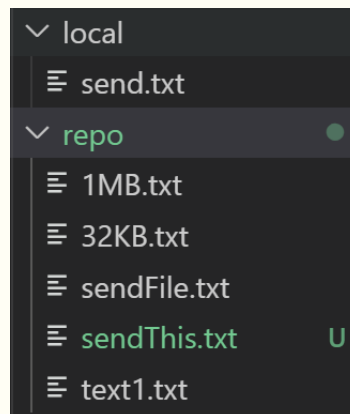 local
send.txt
repo
1MB.txt
32KB.txt
sendFile.txt
sendThis.txt U
text1.txt